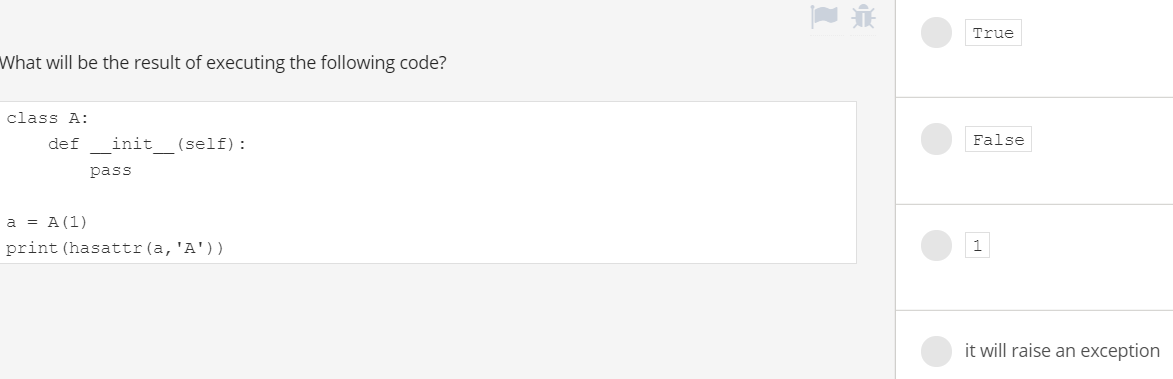 What will be the result of executing the following code?
class A:
    def __init__(self):
        pass
a = A(1)
print(hasattr(a,'A'))
True
False
1
it will raise an exception